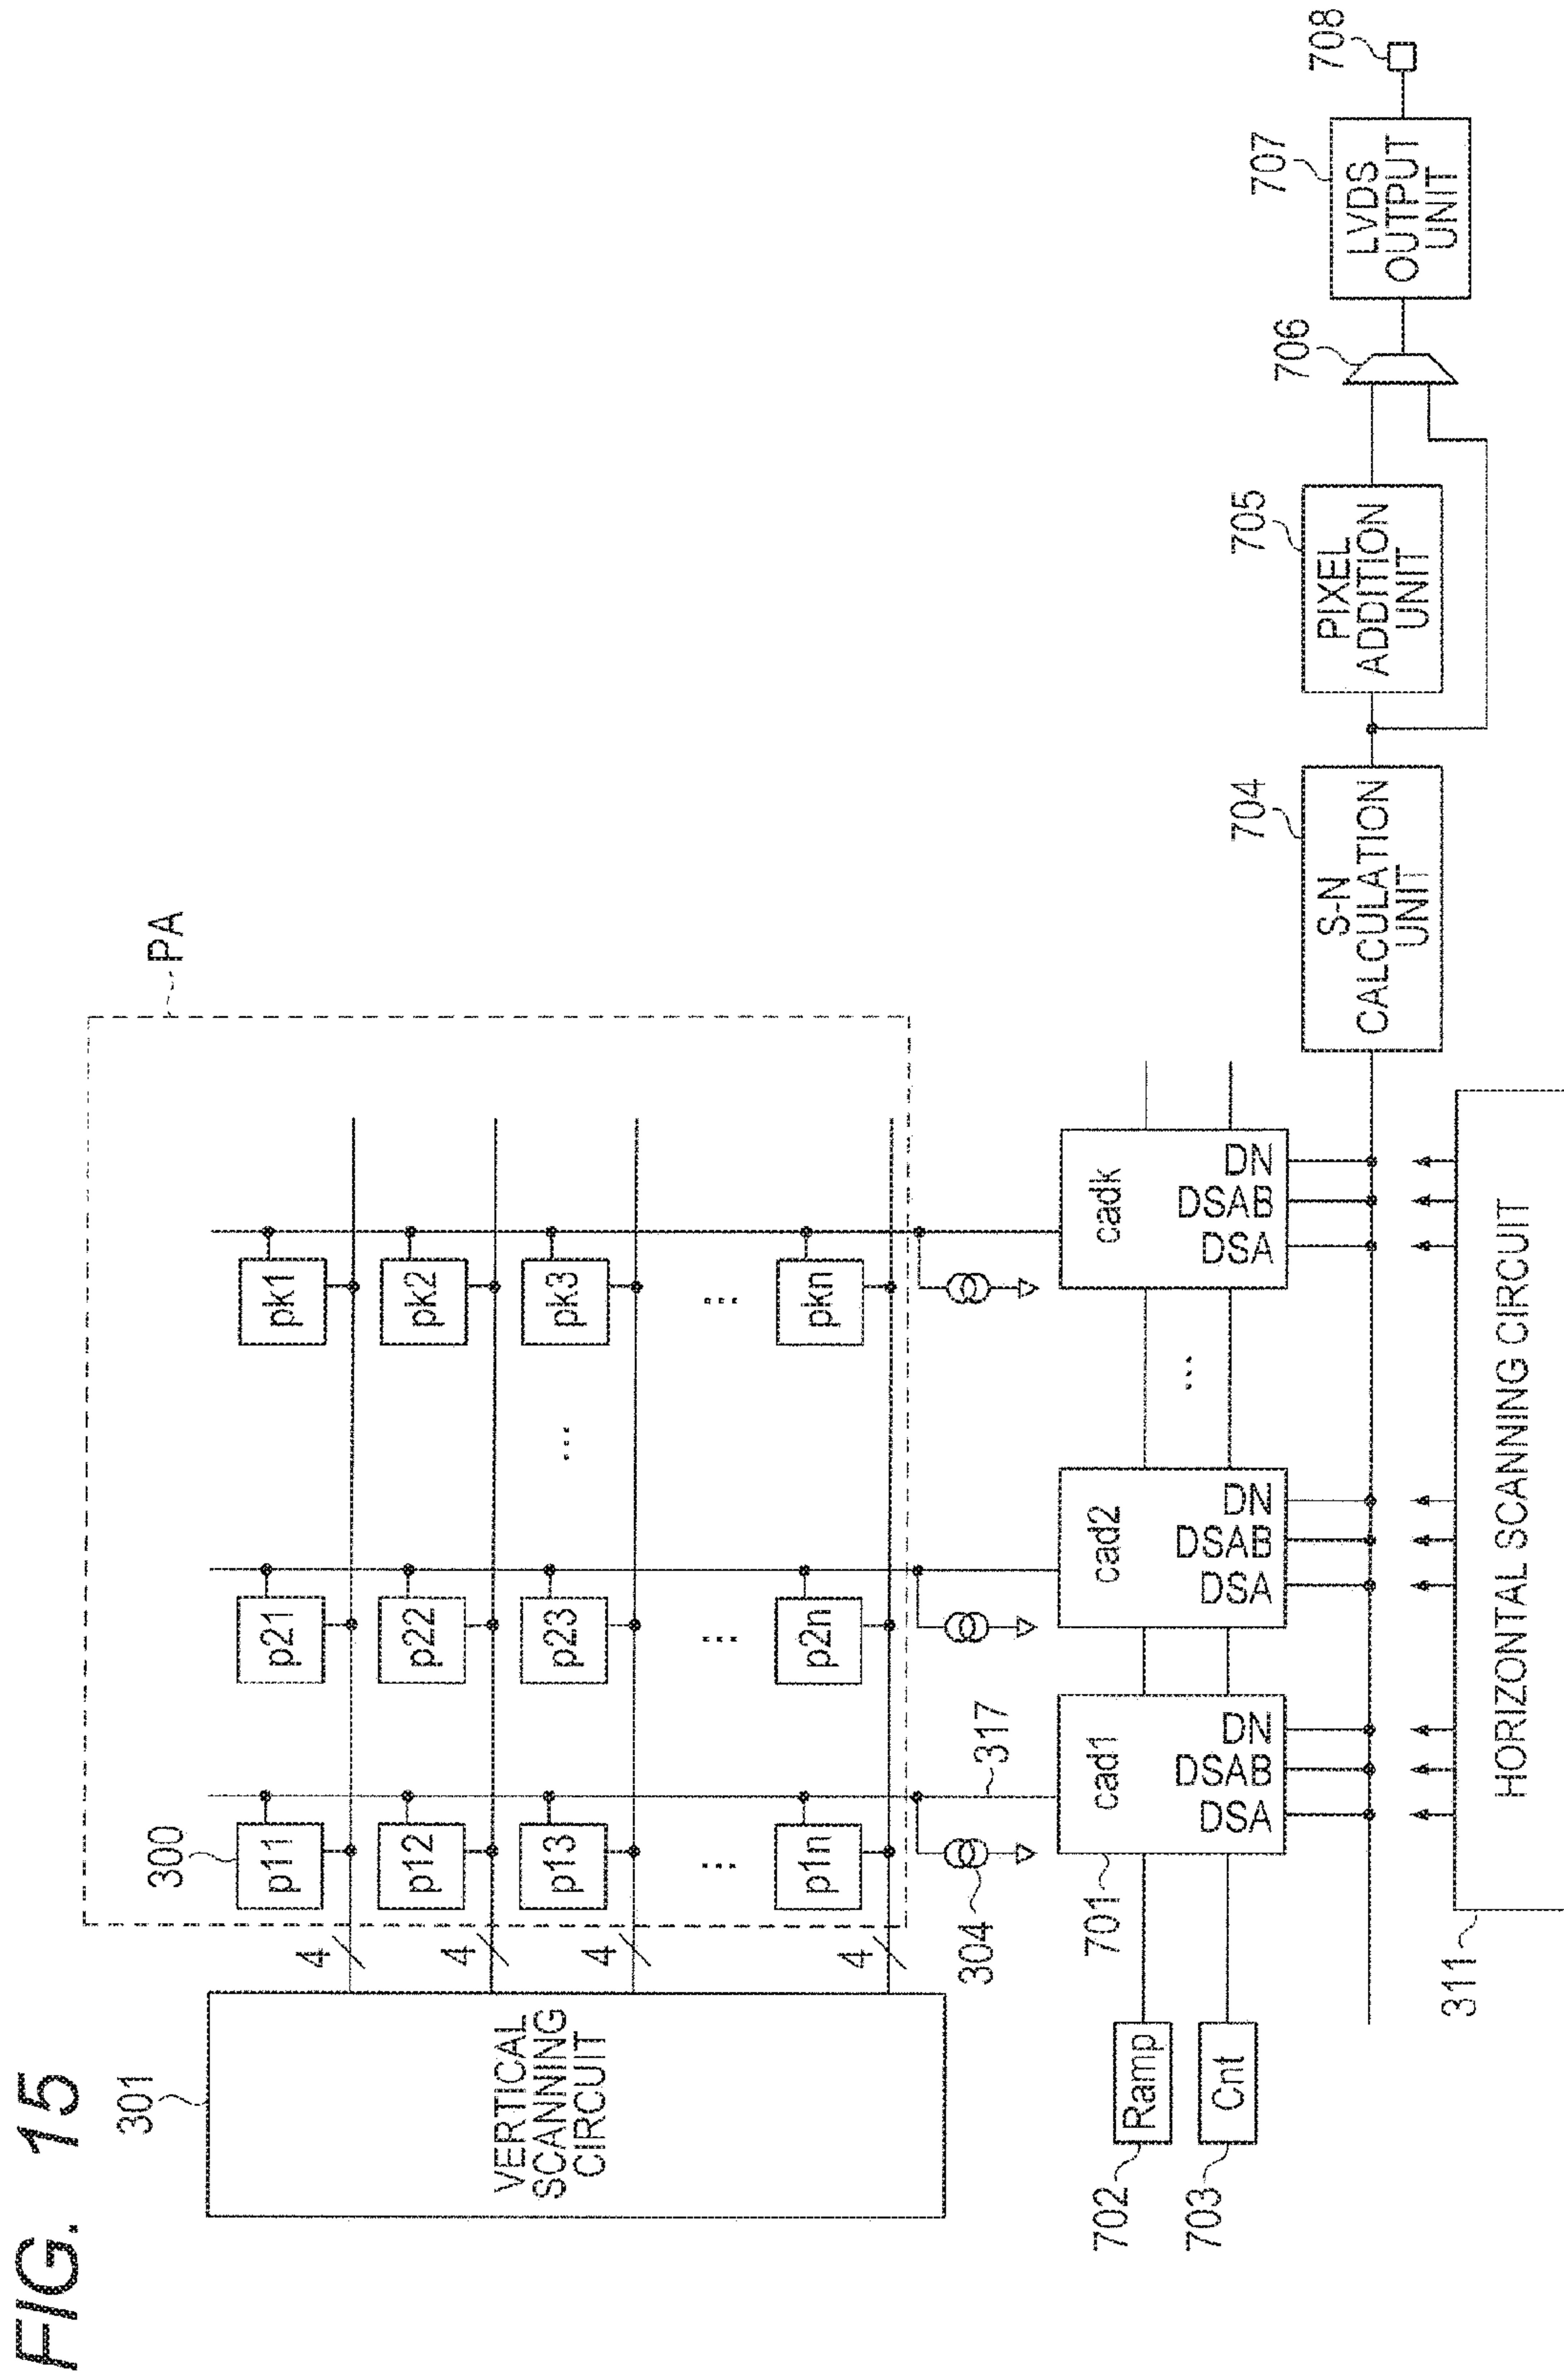 FIG. 15
301
VERTICAL
SCANNING
CIRCUIT
4
4
4
4
300
PA
p11
p21
pk1
p12
p22
pk2
p13
p23
...
pk3
...
...
...
p1n
p2n
pkn
304
317
702
Ramp
703
Cnt
701
cad1
DSA
DSAB
DN
cad2
DSA
DSAB
DN
...
cadk
DSA
DSAB
DN
311
HORIZONTAL SCANNING CIRCUIT
704
S-N
CALCULATION
UNIT
705
PIXEL
ADDITION
UNIT
706
707
LVDS
OUTPUT
UNIT
708